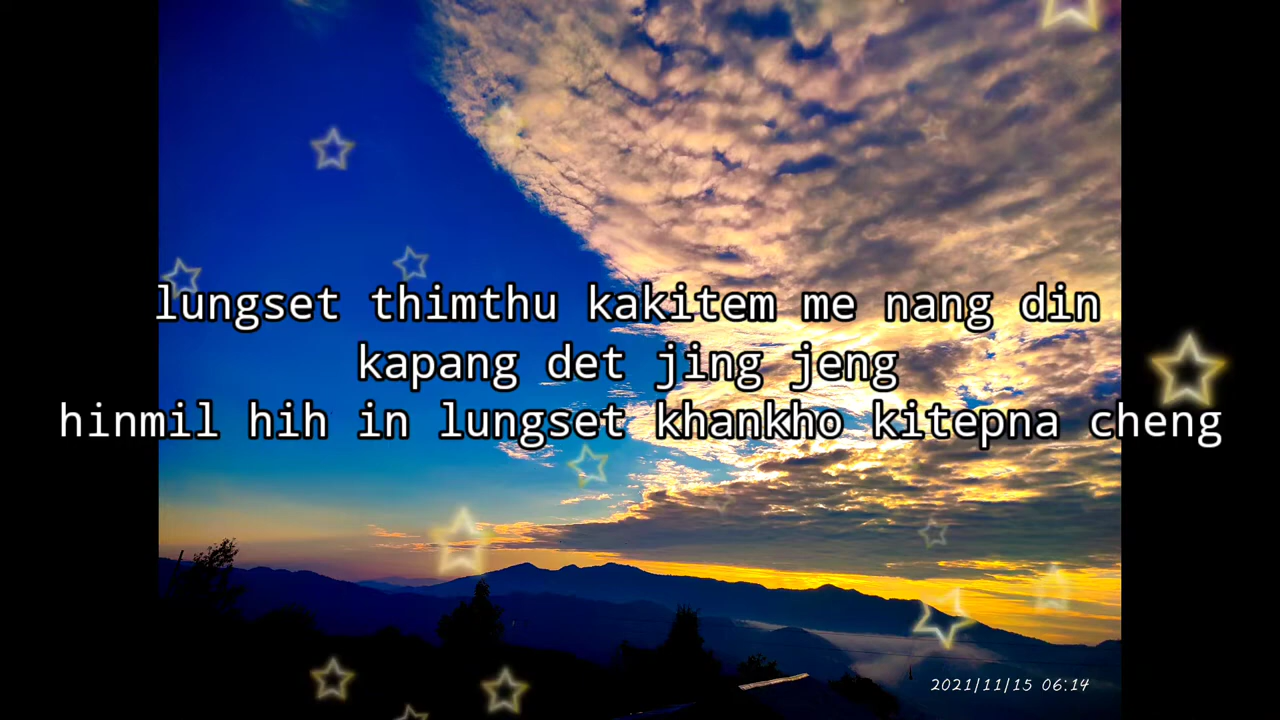 lungset thimthu kakitem me nang din
kapang det jing jeng
hinmil hih in lungset khankho kitepna cheng
2021/11/15 06:14